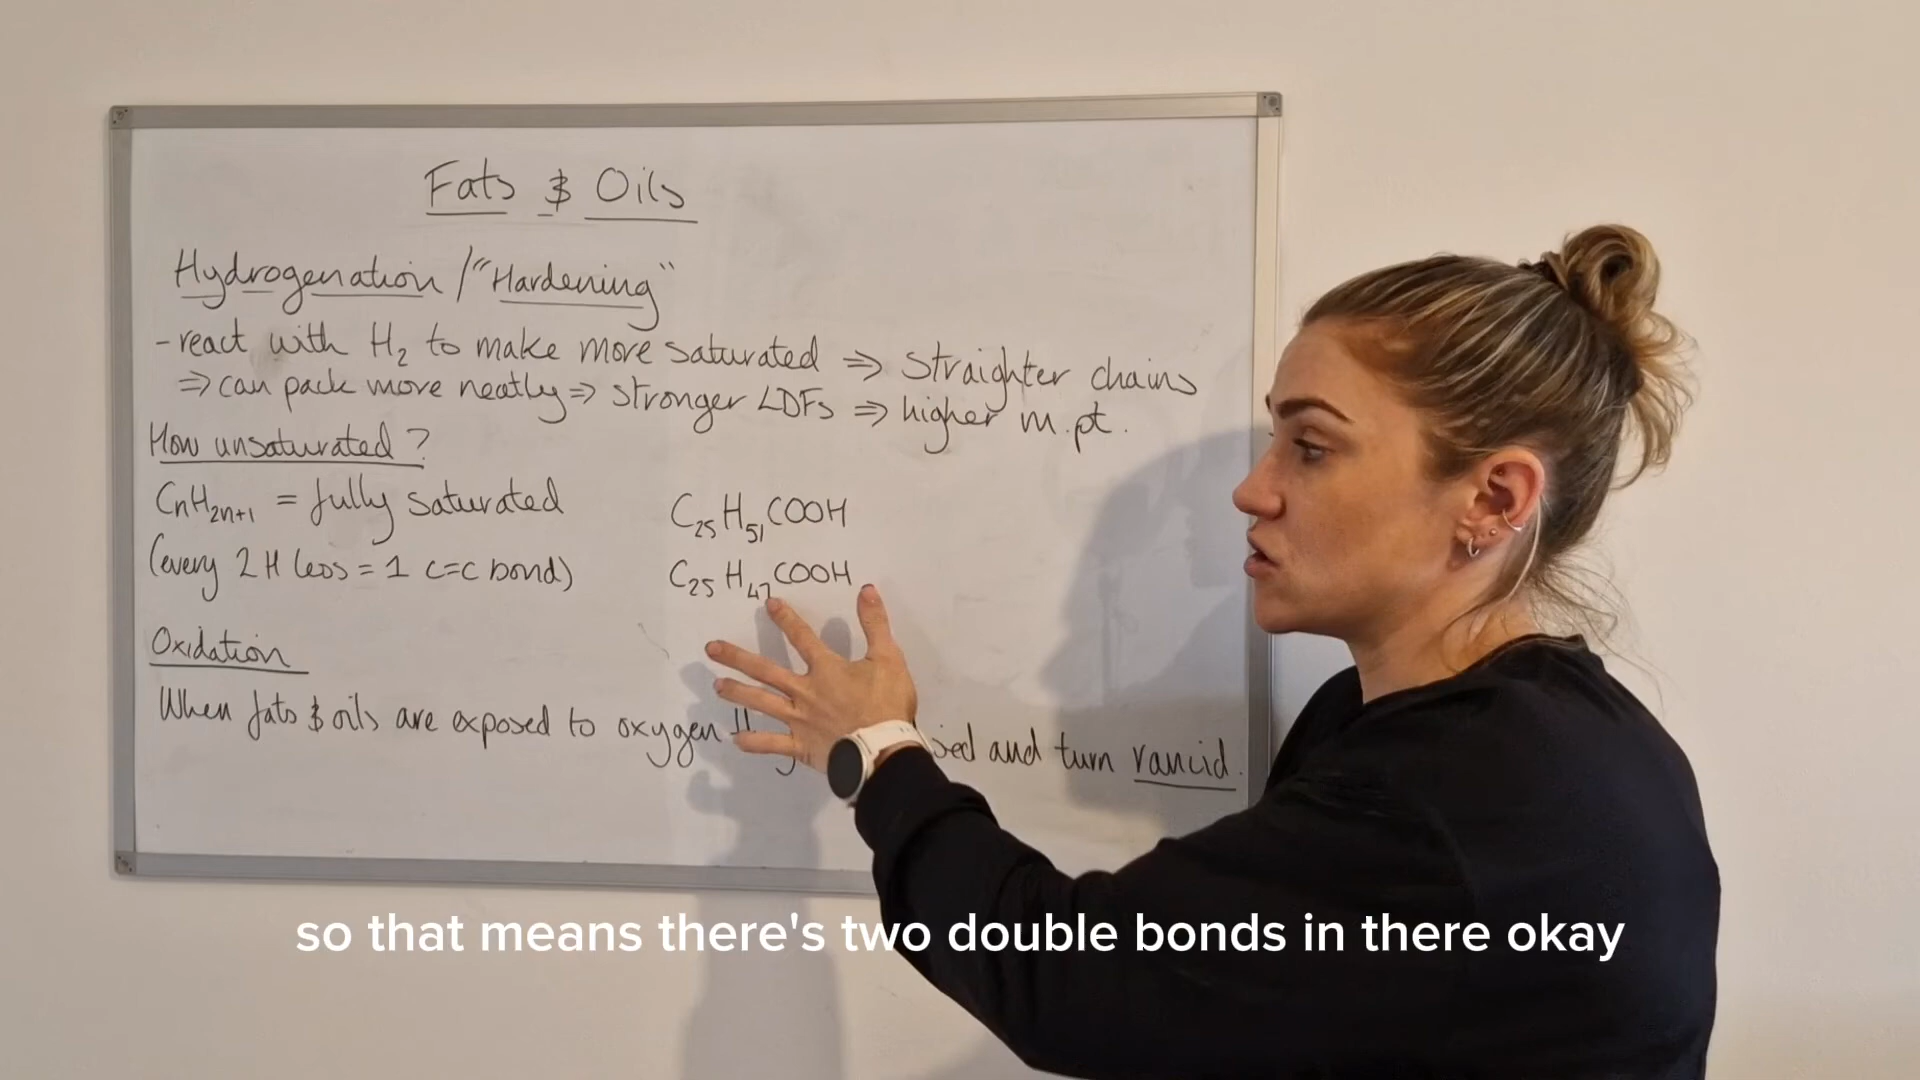 Fats & Oils
Hydrogenation / "Hardening"
- react with H₂ to make more saturated ⇒ straighter chains
⇒ can pack more neatly ⇒ stronger LDFs ⇒ higher m.pt.
How unsaturated?
CnH2n+1 = fully saturated
C₂₅H₅₁COOH
(every 2 H less = 1 c=c bond)
C₂₅H₄₇COOH
Oxidation
When fats & oils are exposed to oxygen and turn rancid.
so that means there's two double bonds in there okay